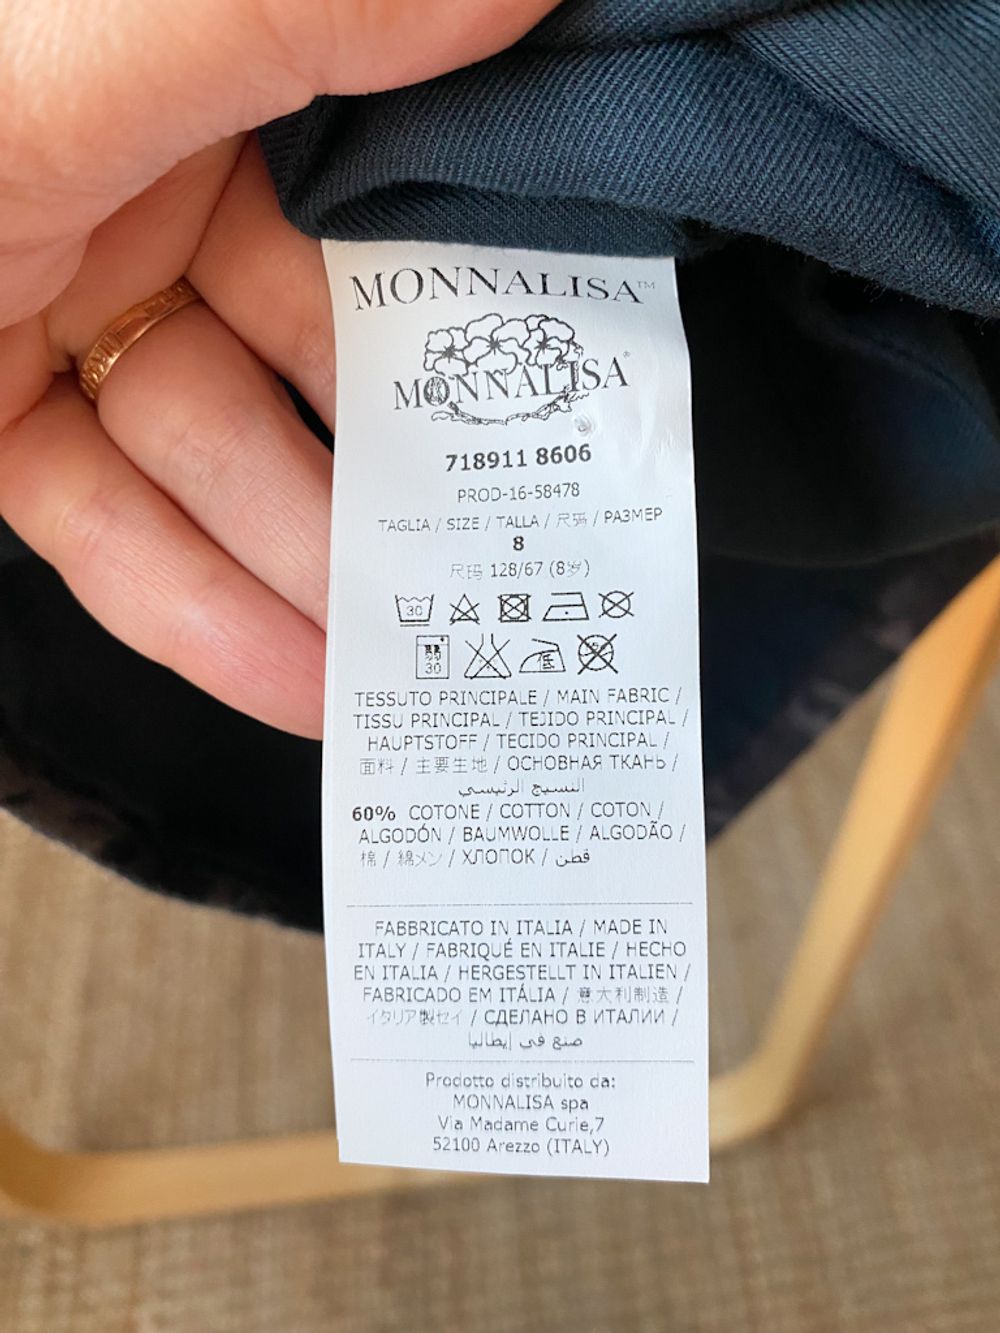 MONNALISA™
MONNALISA®
718911 8606
PROD-16-58478
TAGLIA / SIZE / TALLA / 尺码 / РАЗМЕР
8
尺码 128/67 (8岁)
30
30 低
TESSUTO PRINCIPALE / MAIN FABRIC /
TISSU PRINCIPAL / TEJIDO PRINCIPAL /
HAUPTSTOFF / TECIDO PRINCIPAL /
面料 / 主要生地 / ОСНОВНАЯ ТКАНЬ /
النسيج الرئيسي
60% COTONE / COTTON / COTON /
ALGODÓN / BAUMWOLLE / ALGODÃO /
棉 / 綿メン / ХЛОПОК / قطن
FABBRICATO IN ITALIA / MADE IN
ITALY / FABRIQUÉ EN ITALIE / HECHO
EN ITALIA / HERGESTELLT IN ITALIEN /
FABRICADO EM ITÁLIA / 意大利制造 /
イタリア製セイ / СДЕЛАНО В ИТАЛИИ /
صنع في إيطاليا
Prodotto distribuito da:
MONNALISA spa
Via Madame Curie,7
52100 Arezzo (ITALY)